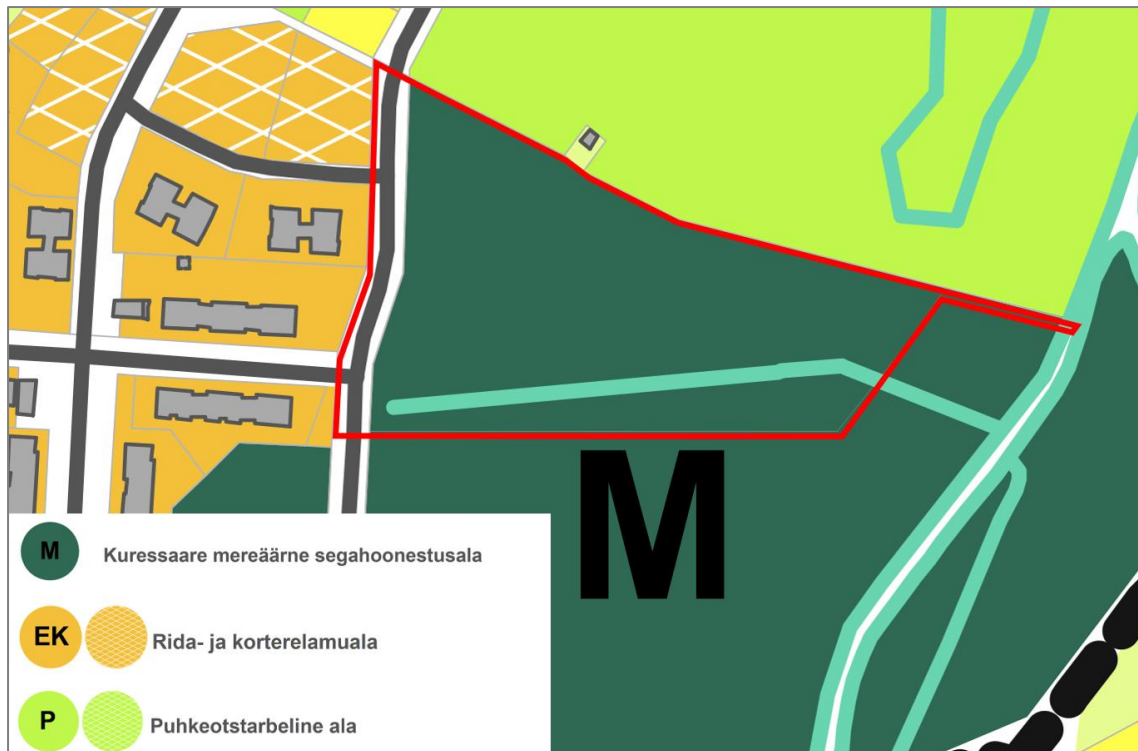 M
M Kuressaare mereäärne segahoonestusala
EK Rida- ja korterelamuala
P Puhkeotstarbeline ala